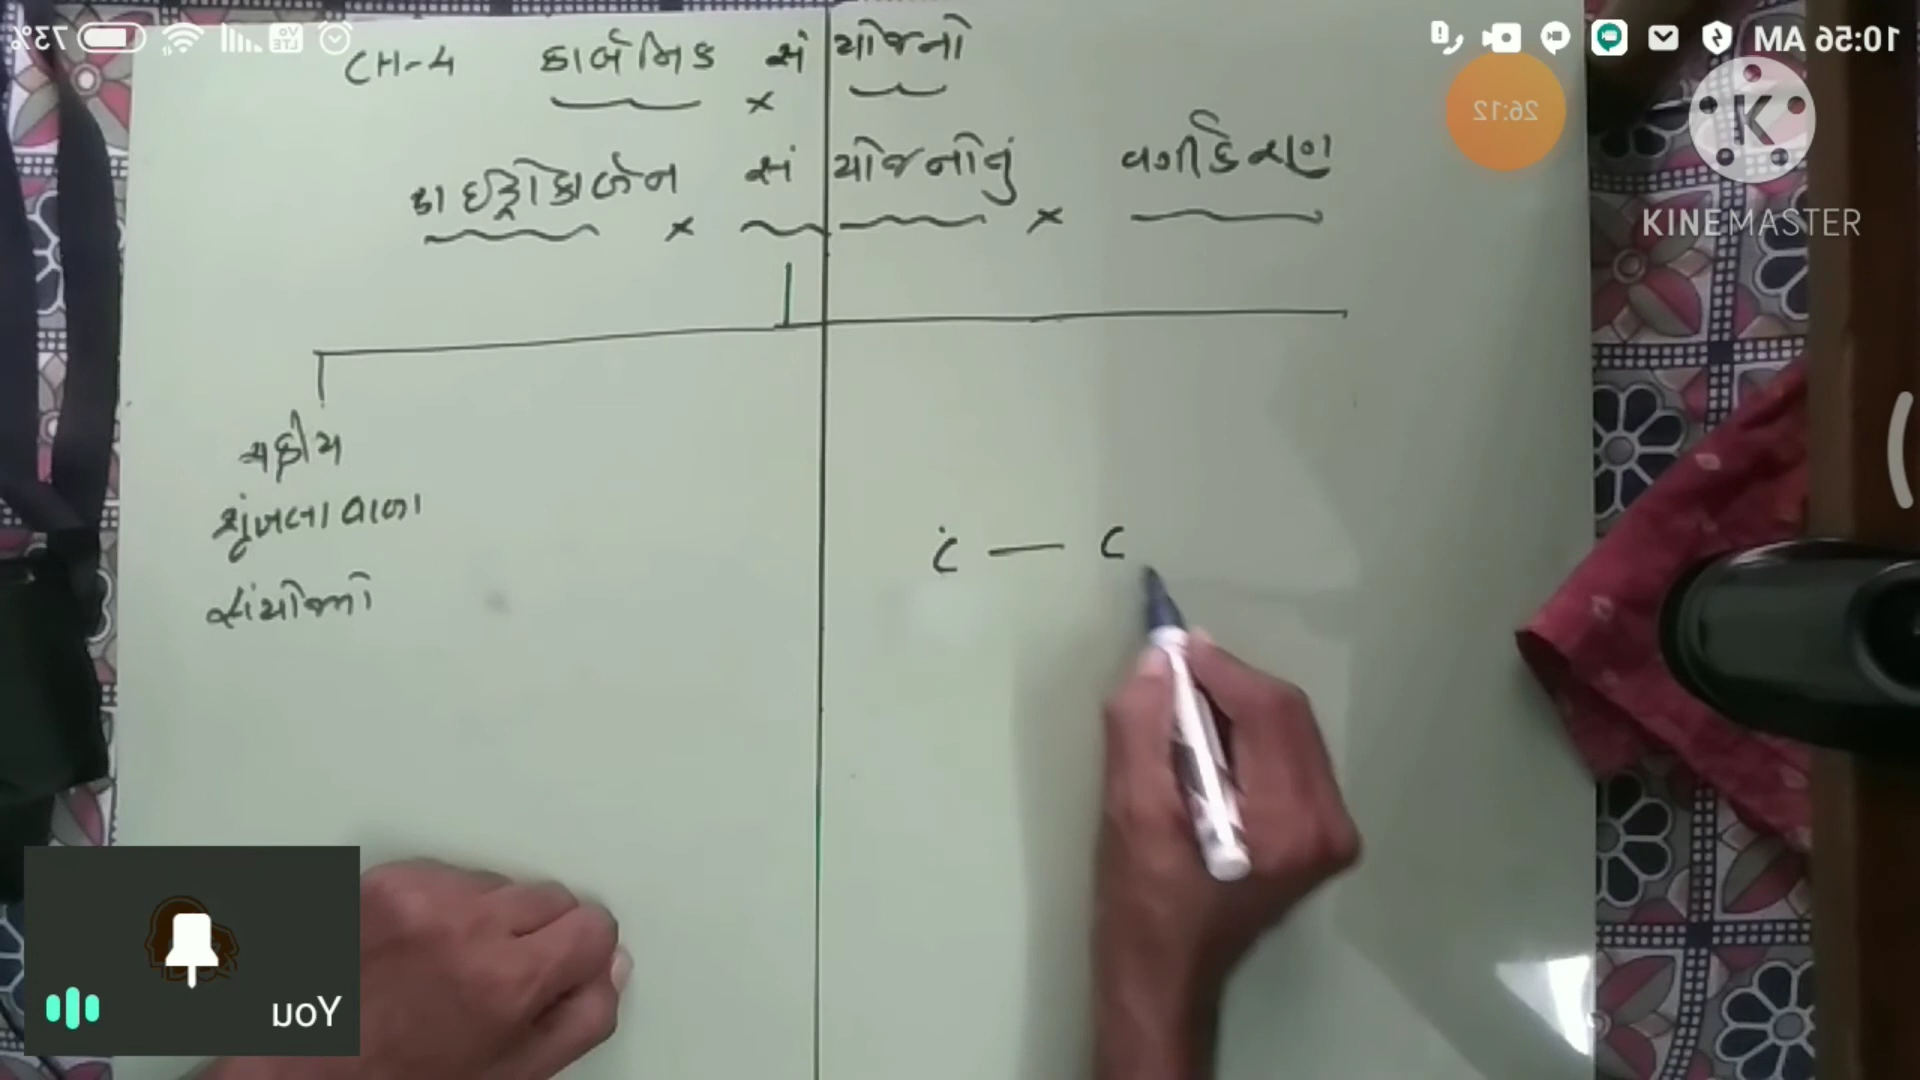 10:56 AM
73%
26:12
KINEMASTER
CH-4 કાર્બનિક સંયોજનો
હાઇડ્રોકાર્બન સંયોજનોનું વર્ગીકરણ
ચક્રીય
શૃંખલાવાળા
સંયોજનો
C — C
You